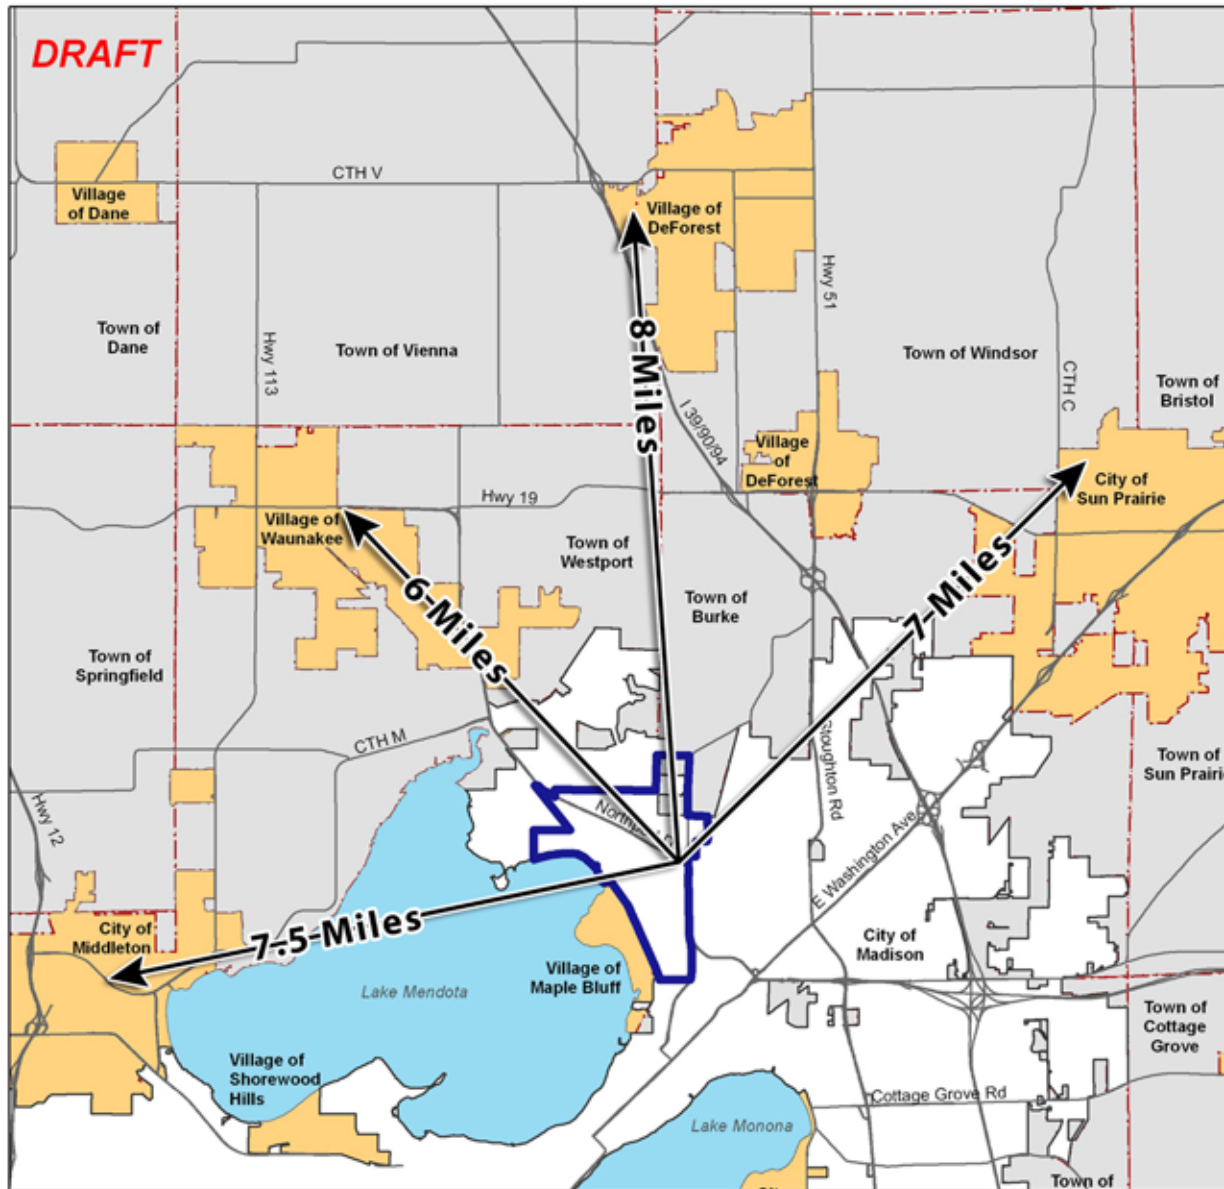 DRAFT
CTH V
Village
of Dane
Village of
DeForest
Hwy 51
Town of
Dane
Hwy 113
Town of Vienna
8 Miles
Town of Windsor
CTH C
Town of
Bristol
I 39/90/94
Village
of
DeForest
City of
Sun Prairie
Hwy 19
Village of
Waunakee
Town of
Westport
6 Miles
7 Miles
Town of
Burke
Town of
Springfield
CTH M
Stoughton Rd
Town of
Sun Prairi
Hwy 12
North
E Washington Ave
City of
Middleton
7.5 Miles
City of
Madison
Village of
Maple Bluff
Lake Mendota
Town of
Cottage
Grove
Village of
Shorewood
Hills
Cottage Grove Rd
Lake Monona
Town of